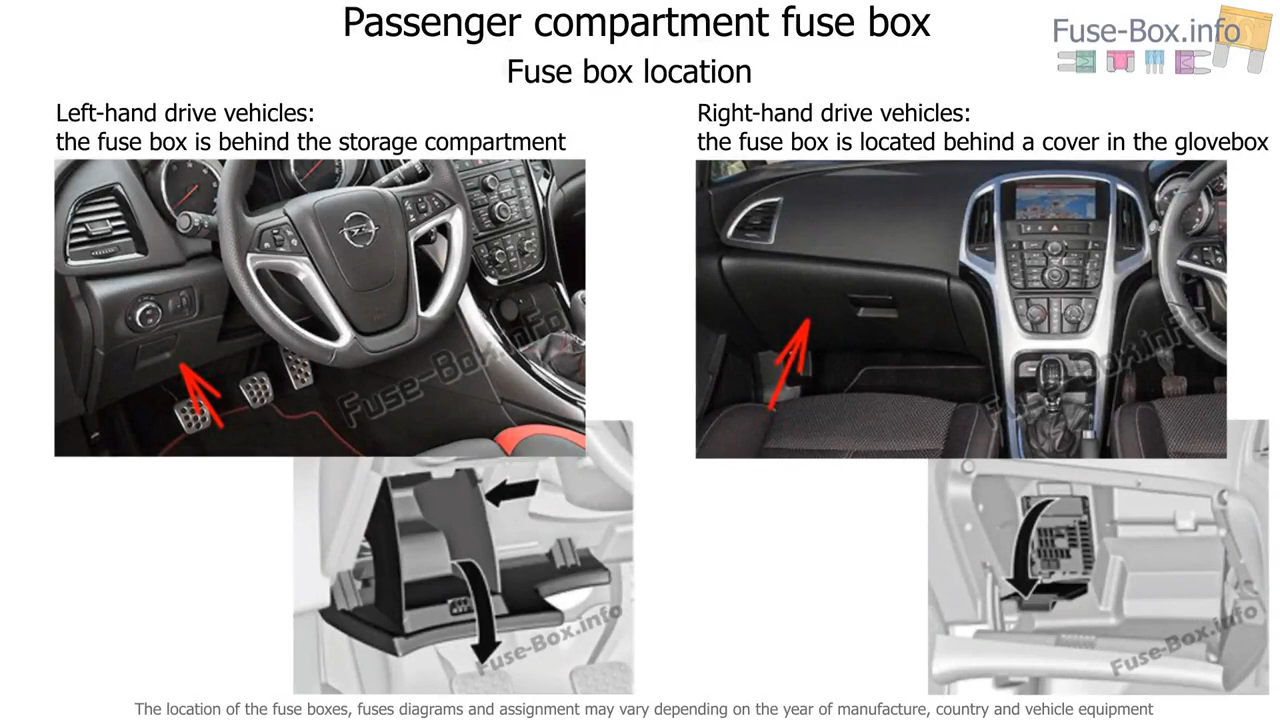 Passenger compartment fuse box
Fuse-Box.info
Fuse box location
Left-hand drive vehicles:
the fuse box is behind the storage compartment
Right-hand drive vehicles:
the fuse box is located behind a cover in the glovebox
Fuse-Box.info
Fuse-Box.info
Fuse-Box.info
Fuse-Box.info
The location of the fuse boxes, fuses diagrams and assignment may vary depending on the year of manufacture, country and vehicle equipment